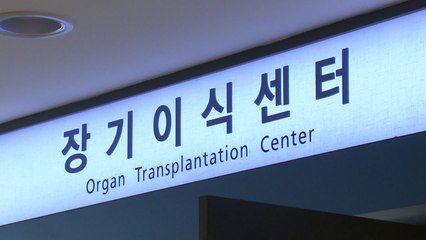 장기이식센터
Organ Transplantation Center